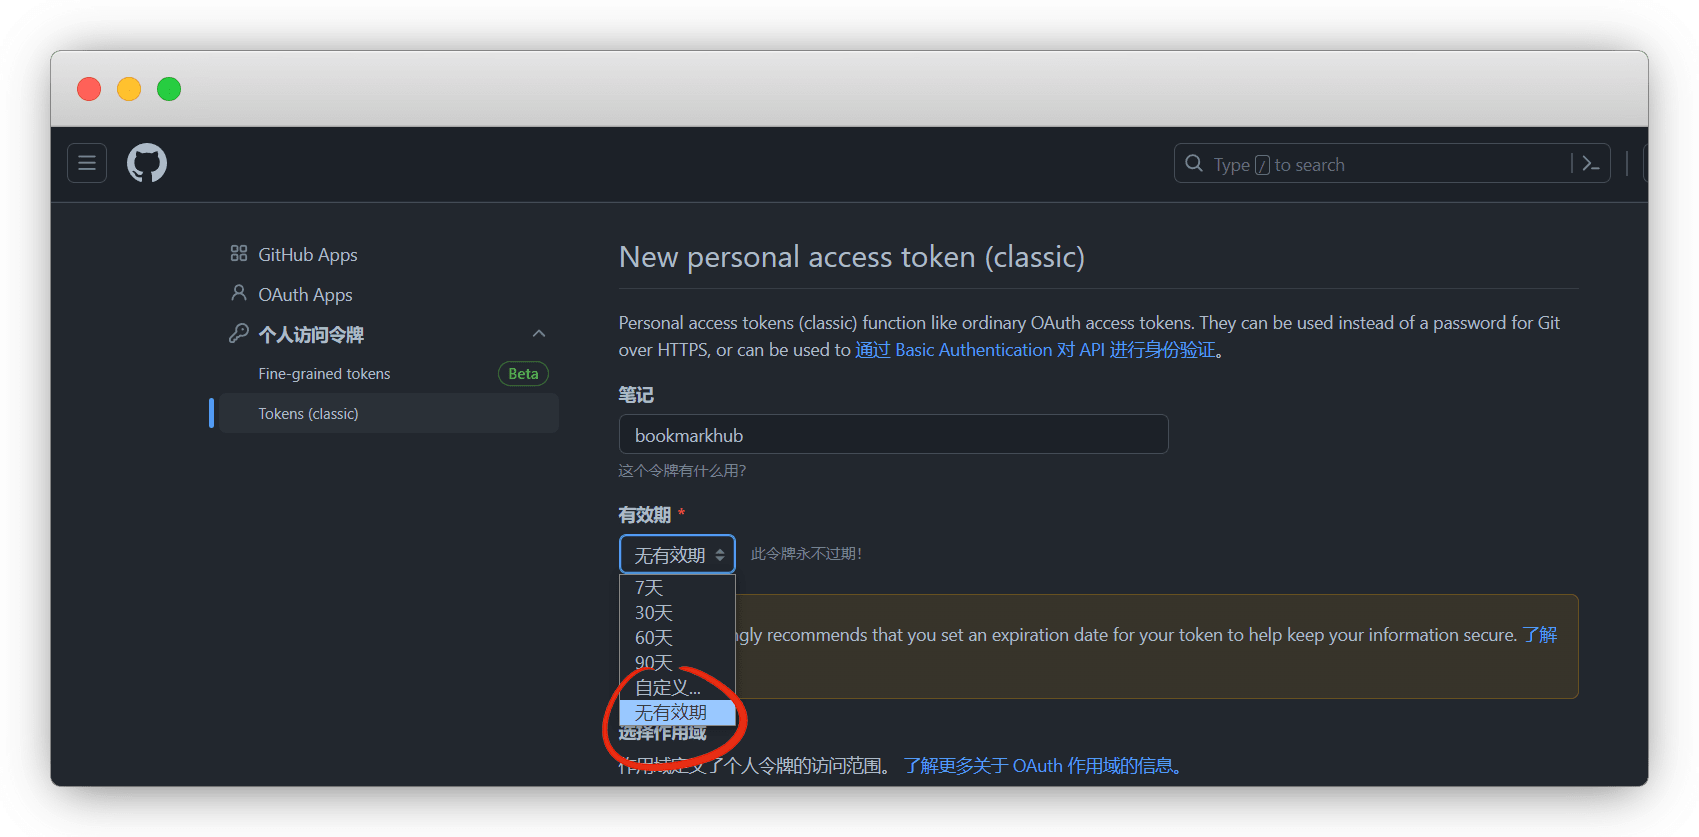 Type / to search
GitHub Apps
OAuth Apps
个人访问令牌
Fine-grained tokens Beta
Tokens (classic)
New personal access token (classic)
Personal access tokens (classic) function like ordinary OAuth access tokens. They can be used instead of a password for Git
over HTTPS, or can be used to 通过 Basic Authentication 对 API 进行身份验证。
笔记
bookmarkhub
这个令牌有什么用?
有效期 *
无有效期 此令牌永不过期!
7天
30天
recommends that you set an expiration date for your token to help keep your information secure. 了解
60天
90天
自定义...
无有效期
选择作用域
作用域定义了个人令牌的访问范围。 了解更多关于 OAuth 作用域的信息。